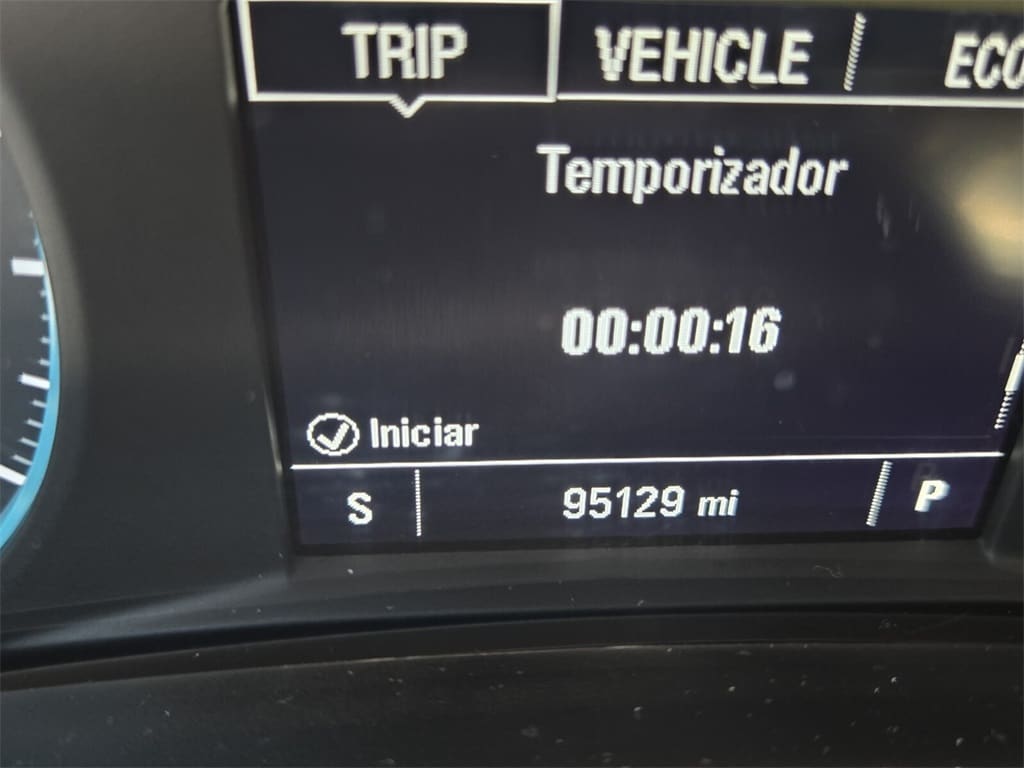 TRIP VEHICLE ECO
Temporizador
00:00:16
Iniciar
S 95129 mi P